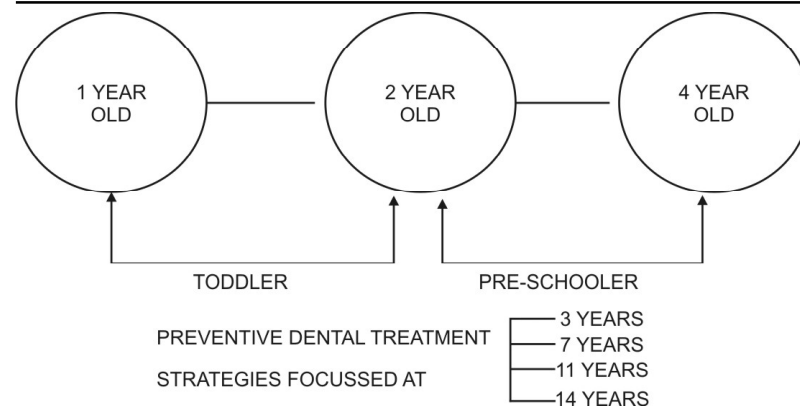 1 YEAR
OLD
2 YEAR
OLD
4 YEAR
OLD
TODDLER
PRE-SCHOOLER
PREVENTIVE DENTAL TREATMENT
STRATEGIES FOCUSSED AT
3 YEARS
7 YEARS
11 YEARS
14 YEARS